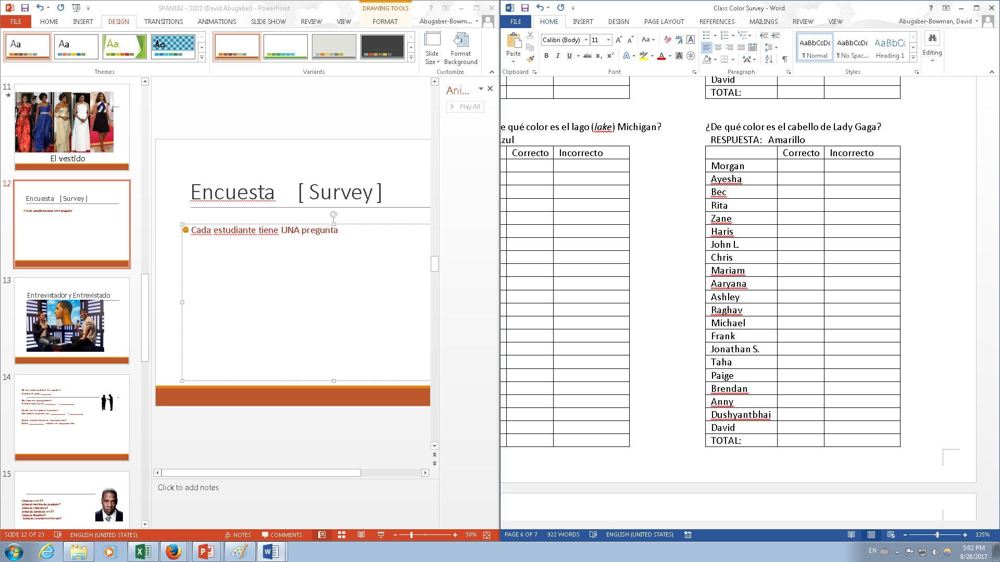 SPAN102 - S1D2 (David Abugaber) - PowerPoint
DRAWING TOOLS
FILE HOME INSERT DESIGN TRANSITIONS ANIMATIONS SLIDE SHOW REVIEW VIEW FORMAT Abugaber-Bowm...
Aa Aa Aa Aa
Slide Size
Format Background
Themes Variants Customize
11
El vestido
12
Encuesta [ Survey ]
Cada estudiante tiene UNA pregunta
13
Entrevistador y Entrevistado
14
15
Encuesta [ Survey ]
Cada estudiante tiene UNA pregunta
Ani...
Play All
Click to add notes
SLIDE 12 OF 23 ENGLISH (UNITED STATES) NOTES COMMENTS 50%
Class Color Survey - Word
FILE HOME INSERT DESIGN PAGE LAYOUT REFERENCES MAILINGS REVIEW VIEW Abugaber-Bowman, David
Paste
Calibri (Body) 11
AaBbCcDc AaBbCcDc AaBbC
¶ Normal ¶ No Spac... Heading 1
Editing
Clipboard Font Paragraph Styles
David
TOTAL:
e qué color es el lago (lake) Michigan?
zul
Correcto Incorrecto
¿De qué color es el cabello de Lady Gaga?
RESPUESTA: Amarillo
Correcto Incorrecto
Morgan
Ayesha
Bec
Rita
Zane
Haris
John L.
Chris
Mariam
Aaryana
Ashley
Raghav
Michael
Frank
Jonathan S.
Taha
Paige
Brendan
Anny
Dushyantbhai
David
TOTAL:
PAGE 6 OF 7 922 WORDS ENGLISH (UNITED STATES) 135%
EN
5:02 PM
8/28/2017